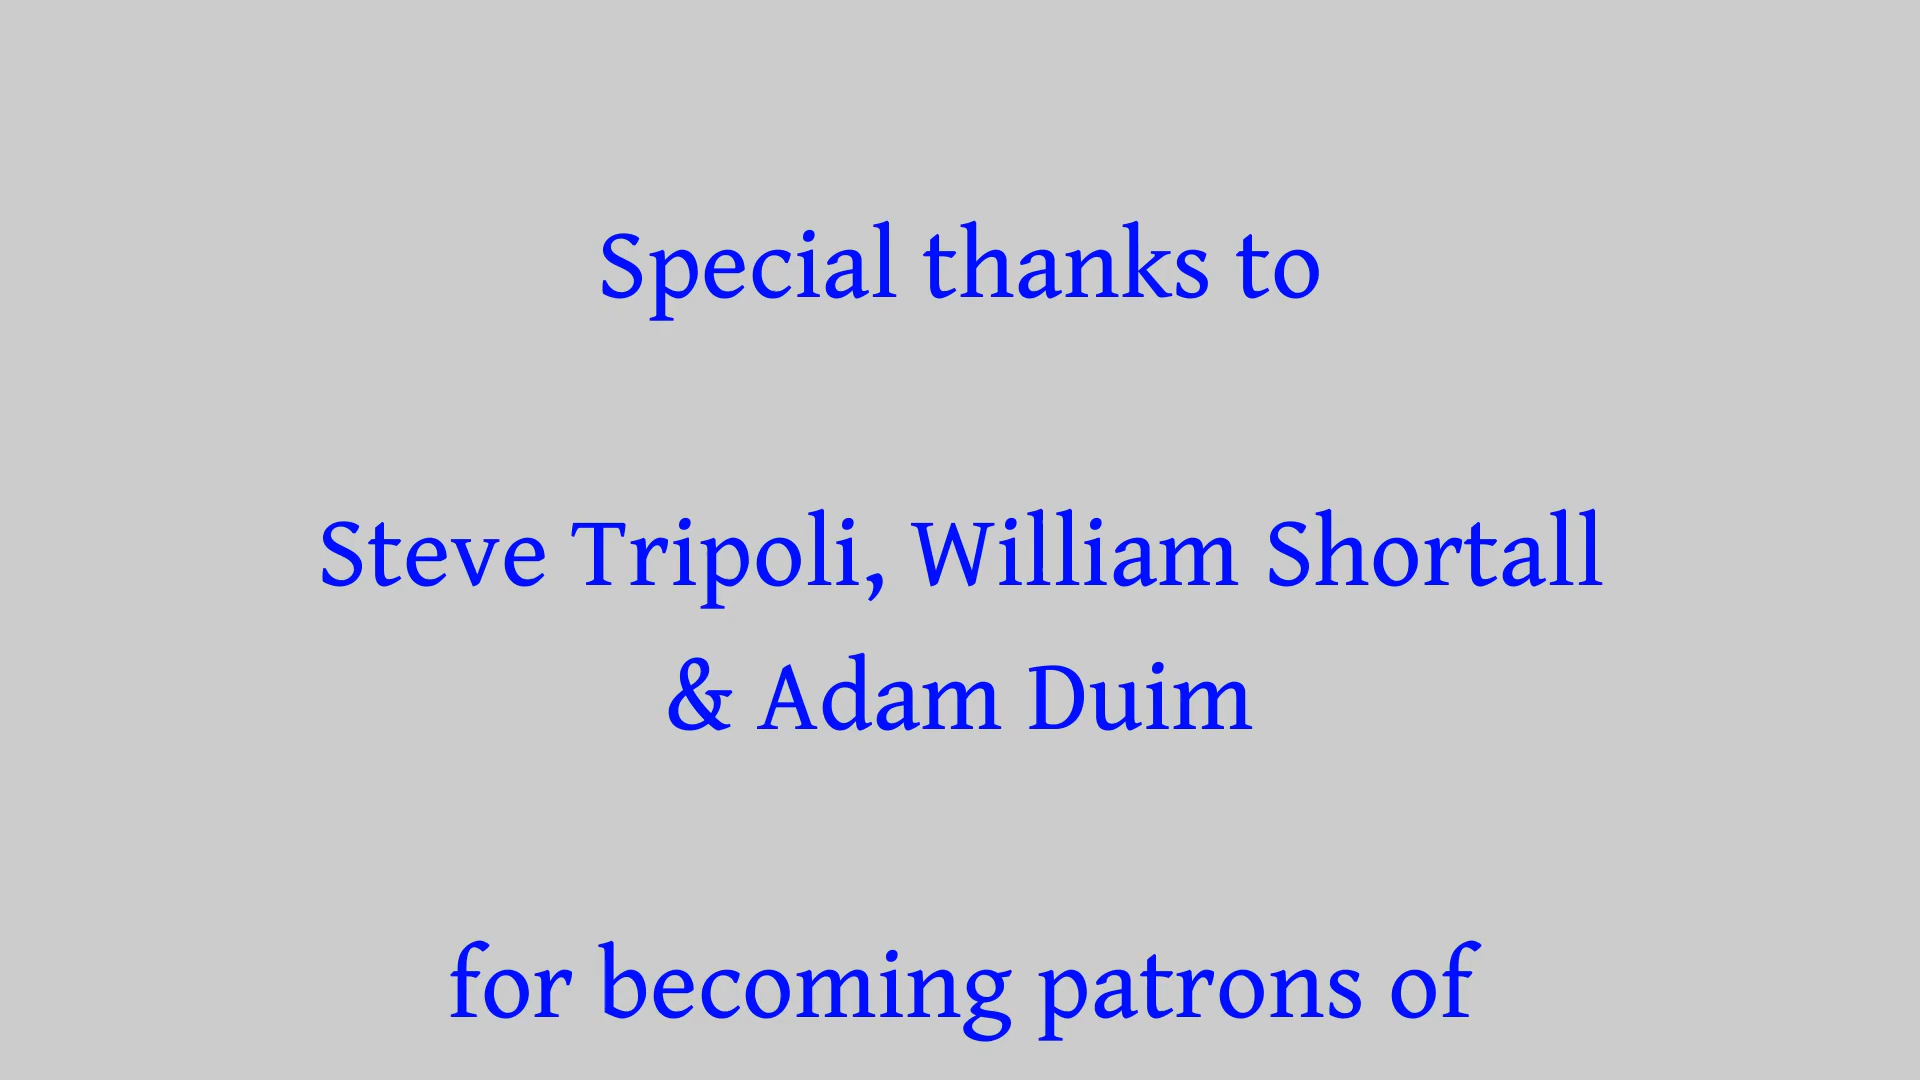 Special thanks to
Steve Tripoli, William Shortall
& Adam Duim
for becoming patrons of